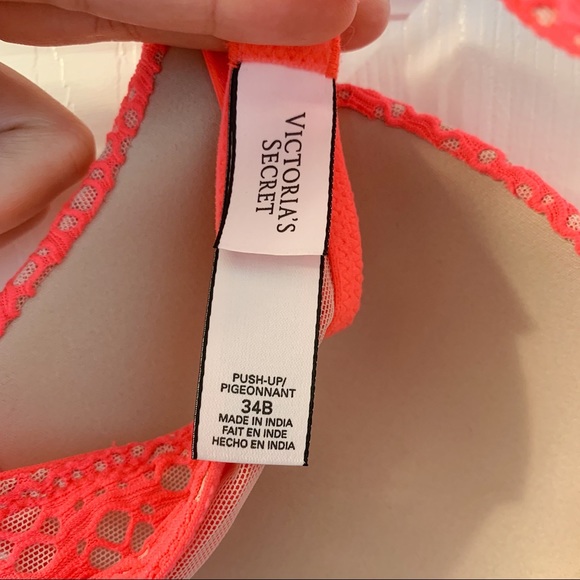 VICTORIA'S
SECRET
PUSH-UP/
PIGEONNANT
34B
MADE IN INDIA
FAIT EN INDE
HECHO EN INDIA